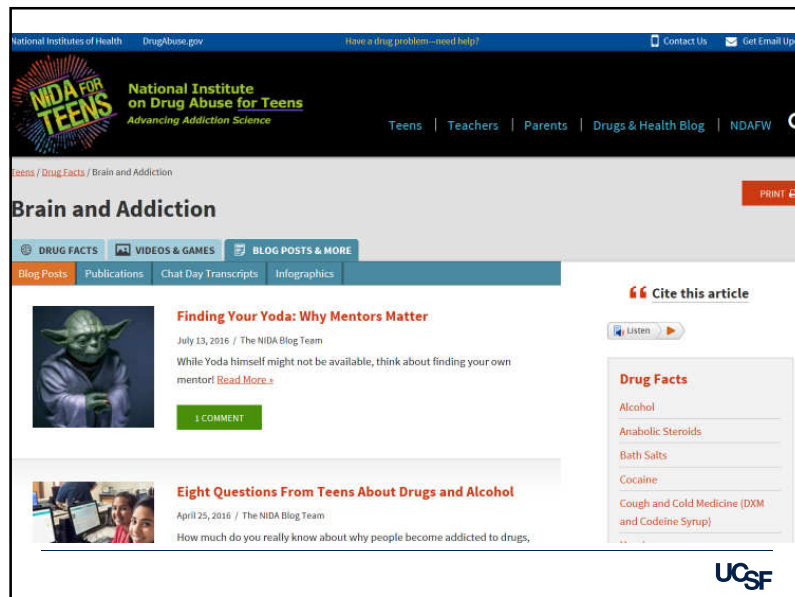 National Institutes of Health DrugAbuse.gov Have a drug problem—need help? Contact Us Get Email
NIDA FOR
TEENS
National Institute
on Drug Abuse for Teens
Advancing Addiction Science
Teens | Teachers | Parents | Drugs & Health Blog | NDAFW
Teens / Drug Facts / Brain and Addiction
PRINT
Brain and Addiction
DRUG FACTS VIDEOS & GAMES BLOG POSTS & MORE
Blog Posts Publications Chat Day Transcripts Infographics
Finding Your Yoda: Why Mentors Matter
July 13, 2016 / The NIDA Blog Team
While Yoda himself might not be available, think about finding your own
mentor! Read More »
1 COMMENT
Eight Questions From Teens About Drugs and Alcohol
April 25, 2016 / The NIDA Blog Team
How much do you really know about why people become addicted to drugs,
Cite this article
Listen
Drug Facts
Alcohol
Anabolic Steroids
Bath Salts
Cocaine
Cough and Cold Medicine (DXM
and Codeine Syrup)
UCSF